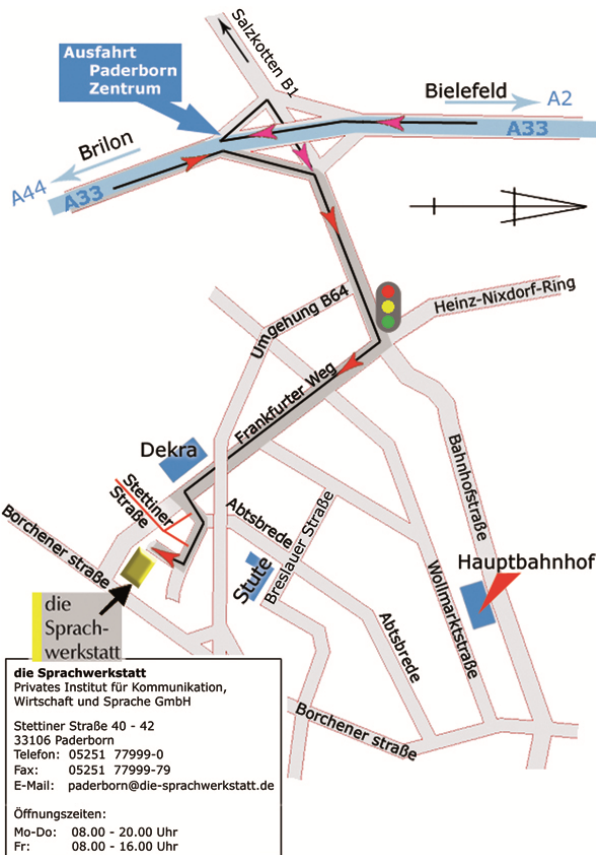 Salzkotten B1
Ausfahrt
Paderborn
Zentrum
Bielefeld
A2
A33
Brilon
A44
A33
Heinz-Nixdorf-Ring
Umgehung B64
Frankfurter Weg
Dekra
Stettiner
Straße
Borchener straße
Abtsbrede
Breslauer Straße
Stute
Bahnhofstraße
Hauptbahnhof
Wollmarktstraße
Abtsbrede
Borchener straße
die
Sprach-
werkstatt
die Sprachwerkstatt
Privates Institut für Kommunikation,
Wirtschaft und Sprache GmbH
Stettiner Straße 40 - 42
33106 Paderborn
Telefon: 05251 77999-0
Fax: 05251 77999-79
E-Mail: paderborn@die-sprachwerkstatt.de
Öffnungszeiten:
Mo-Do: 08.00 - 20.00 Uhr
Fr: 08.00 - 16.00 Uhr